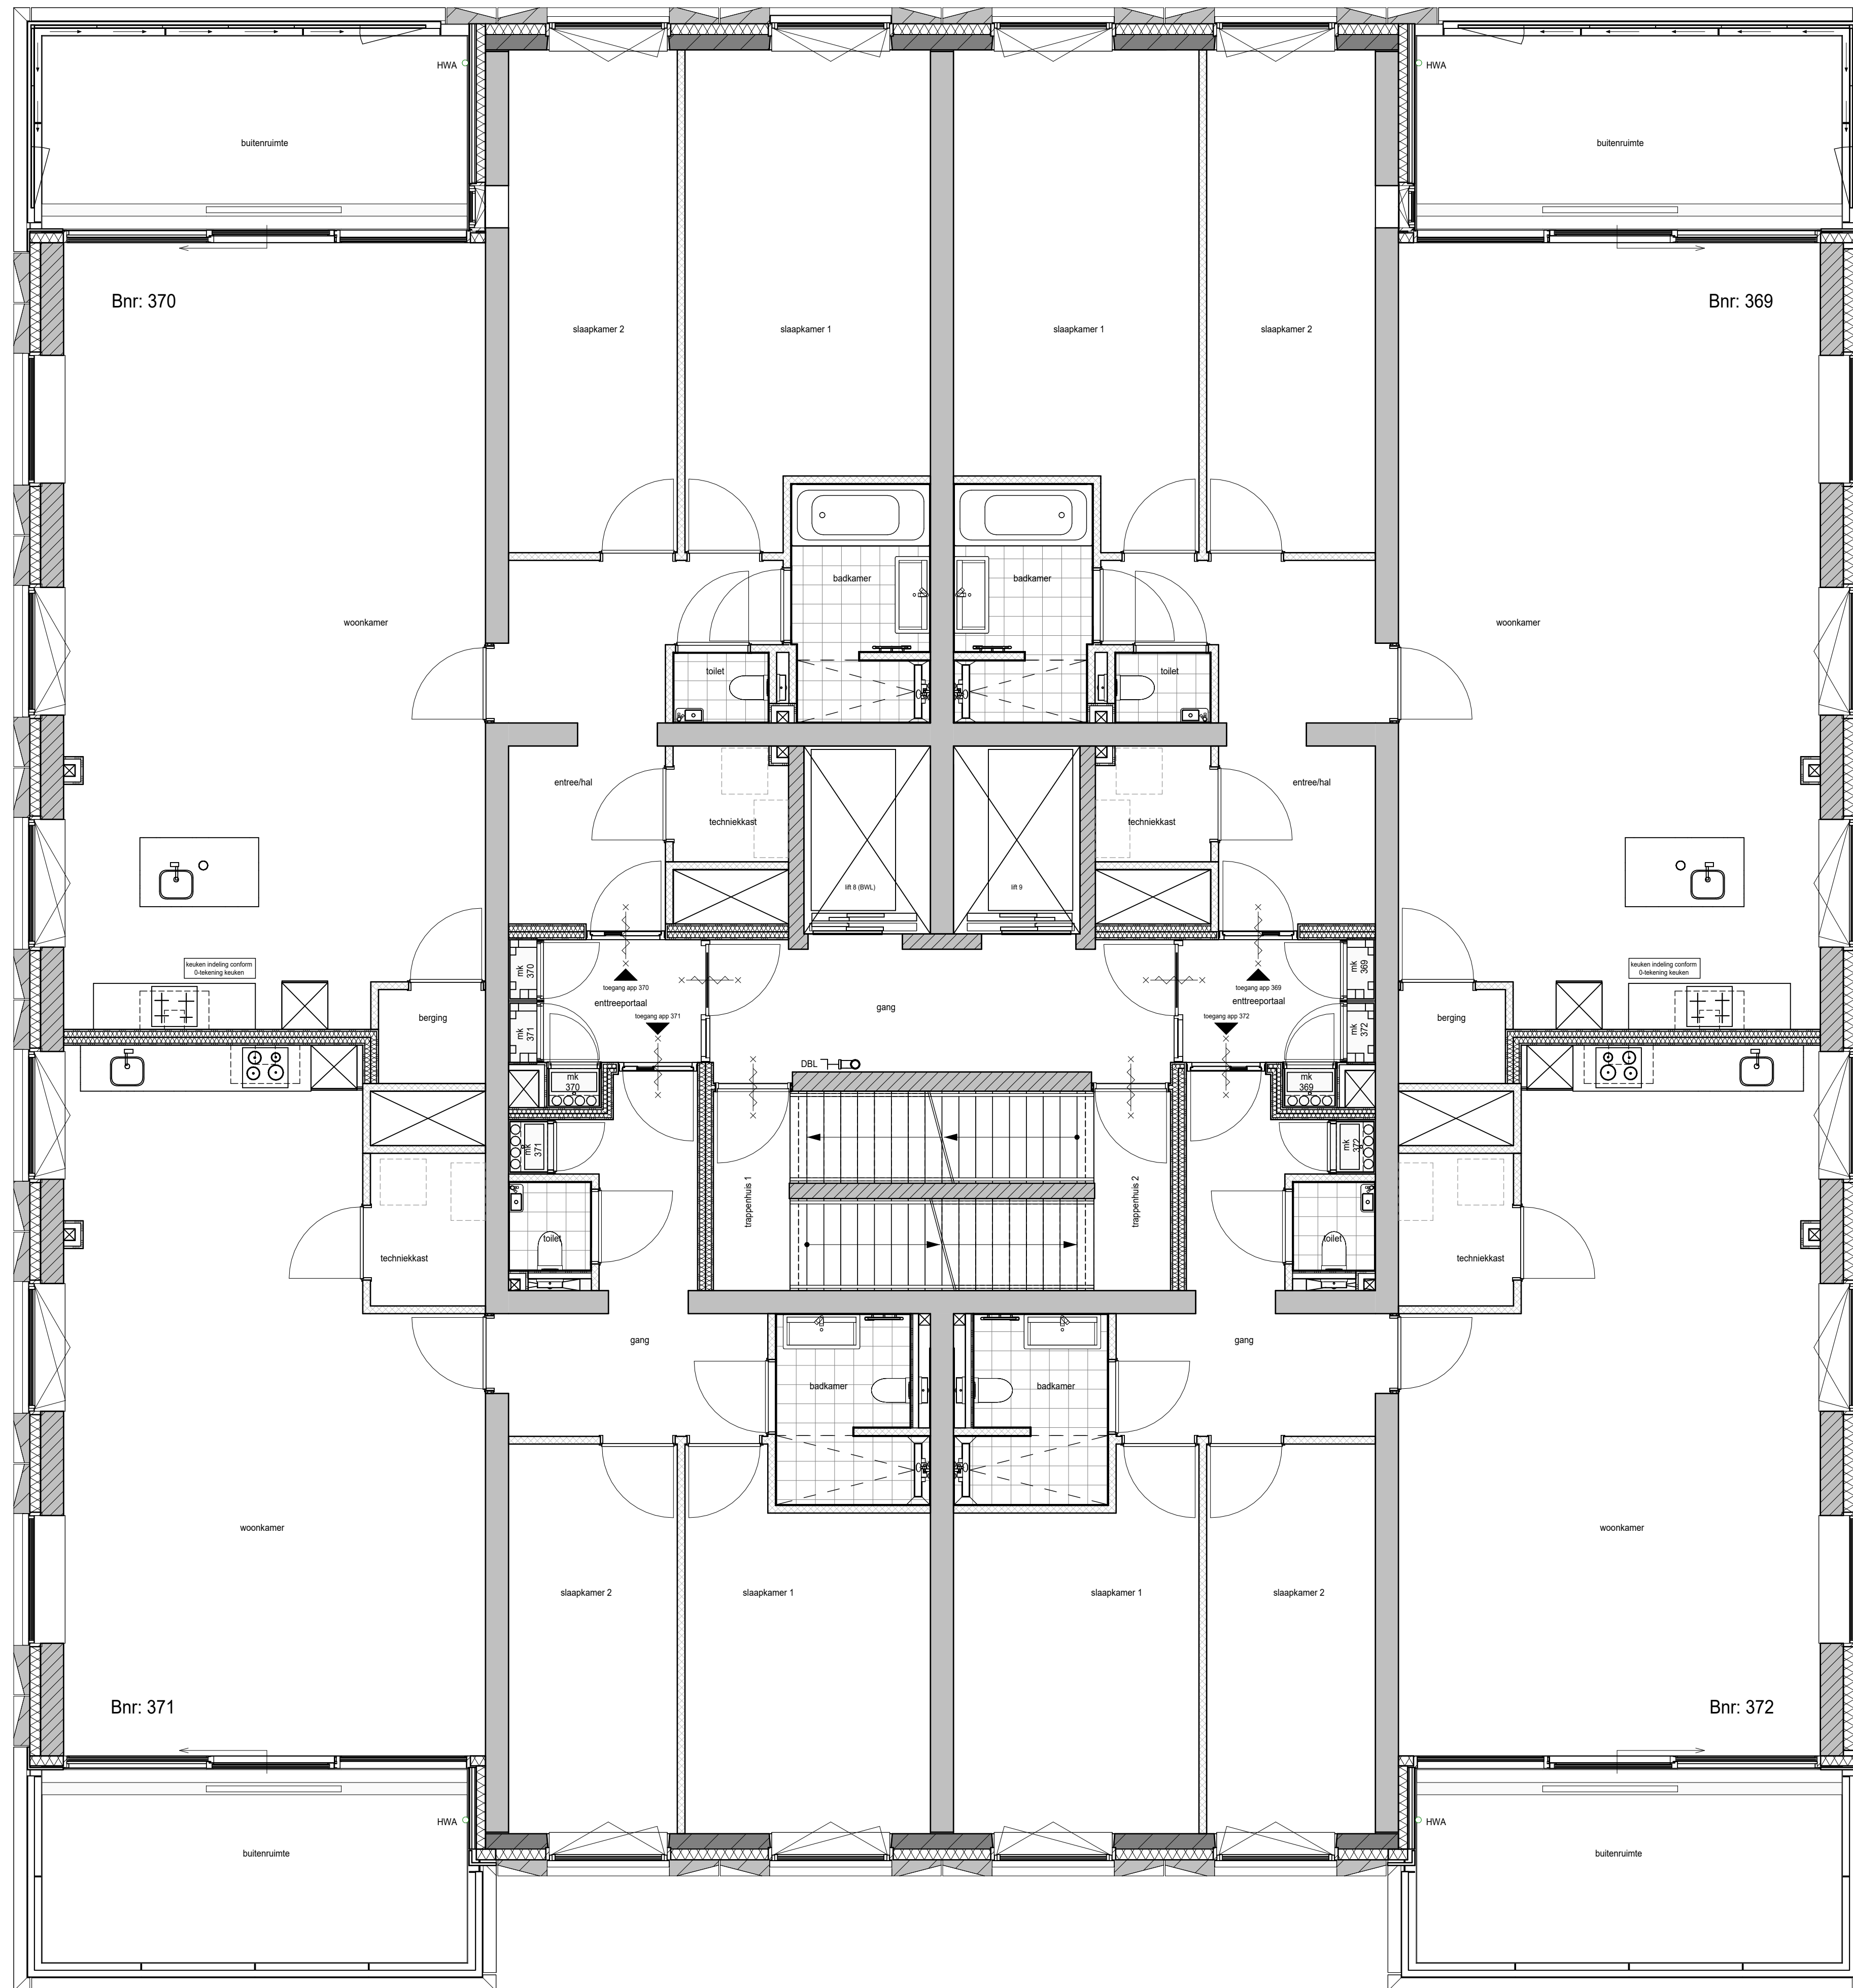 HWA
HWA
buitenruimte
buitenruimte
Bnr: 370
Bnr: 369
slaapkamer 2
slaapkamer 1
slaapkamer 1
slaapkamer 2
badkamer
badkamer
woonkamer
woonkamer
toilet
toilet
entree/hal
entree/hal
techniekkast
techniekkast
lift 8 (BWL)
lift 9
keuken indeling conform
0-tekening keuken
keuken indeling conform
0-tekening keuken
mk
370
mk
369
toegang app 370
toegang app 369
enttreeportaal
enttreeportaal
gang
toegang app 371
toegang app 372
berging
berging
mk
371
mk
372
DBL
mk
370
mk
369
mk
371
mk
372
trappenhuis 1
trappenhuis 2
toilet
toilet
techniekkast
techniekkast
gang
gang
badkamer
badkamer
woonkamer
woonkamer
slaapkamer 2
slaapkamer 1
slaapkamer 1
slaapkamer 2
Bnr: 371
Bnr: 372
HWA
HWA
buitenruimte
buitenruimte